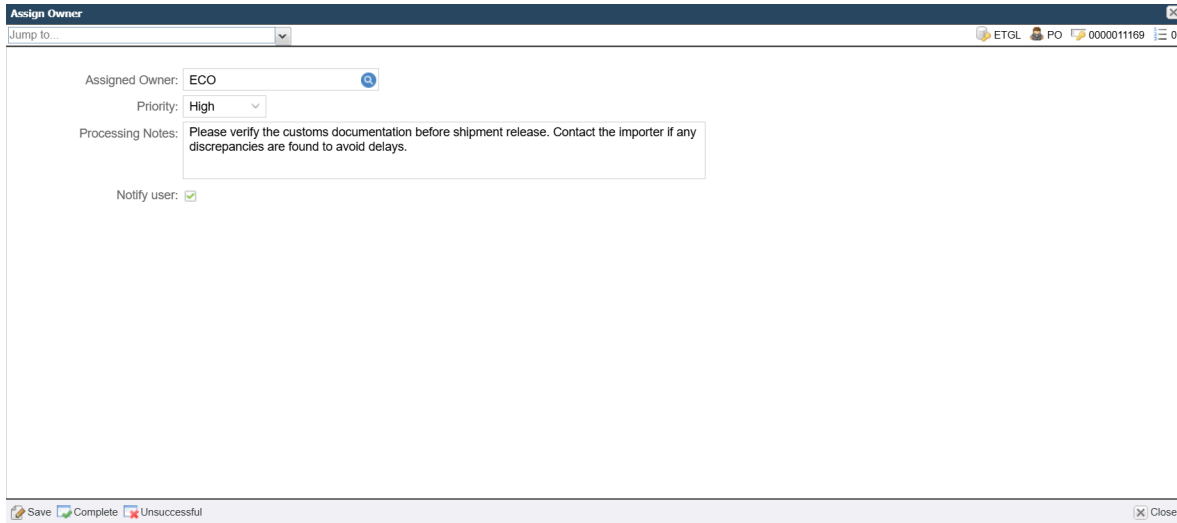 Assign Owner
Jump to...
ETGL PO 0000011169 0
Assigned Owner: ECO
Priority: High
Processing Notes: Please verify the customs documentation before shipment release. Contact the importer if any
discrepancies are found to avoid delays.
Notify user:
Save Complete Unsuccessful
Close